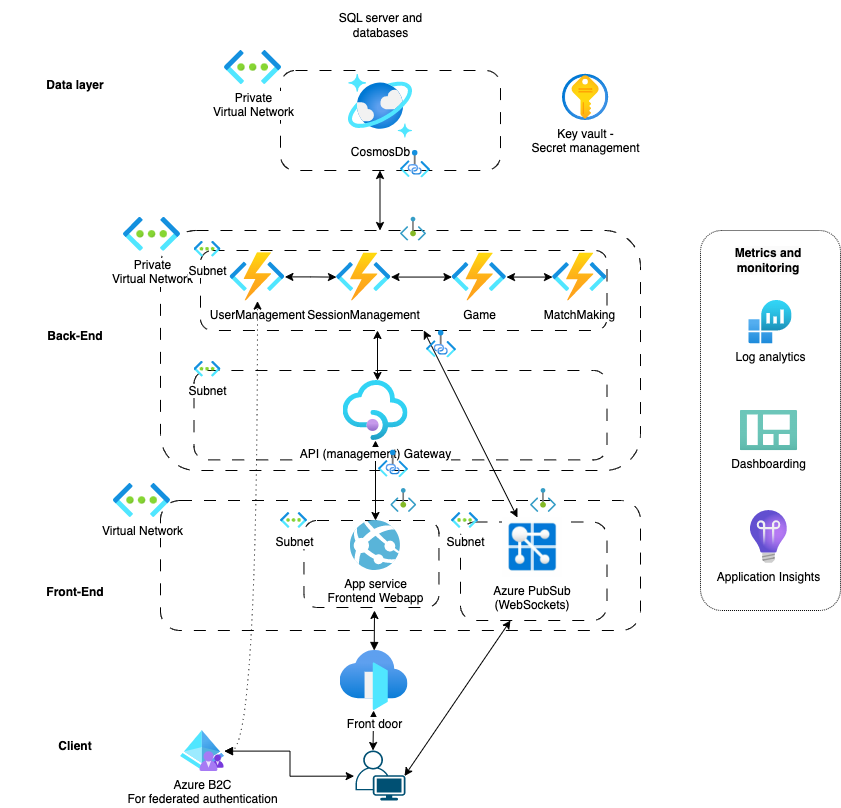 SQL server and
databases
Data layer
Private
Virtual Network
CosmosDb
Key vault -
Secret management
Private
Virtual Network
Subnet
UserManagement
SessionManagement
Game
MatchMaking
Back-End
Subnet
API (management) Gateway
Metrics and
monitoring
Log analytics
Dashboarding
Application Insights
Virtual Network
Subnet
Subnet
App service
Frontend Webapp
Azure PubSub
(WebSockets)
Front-End
Front door
Client
Azure B2C
For federated authentication